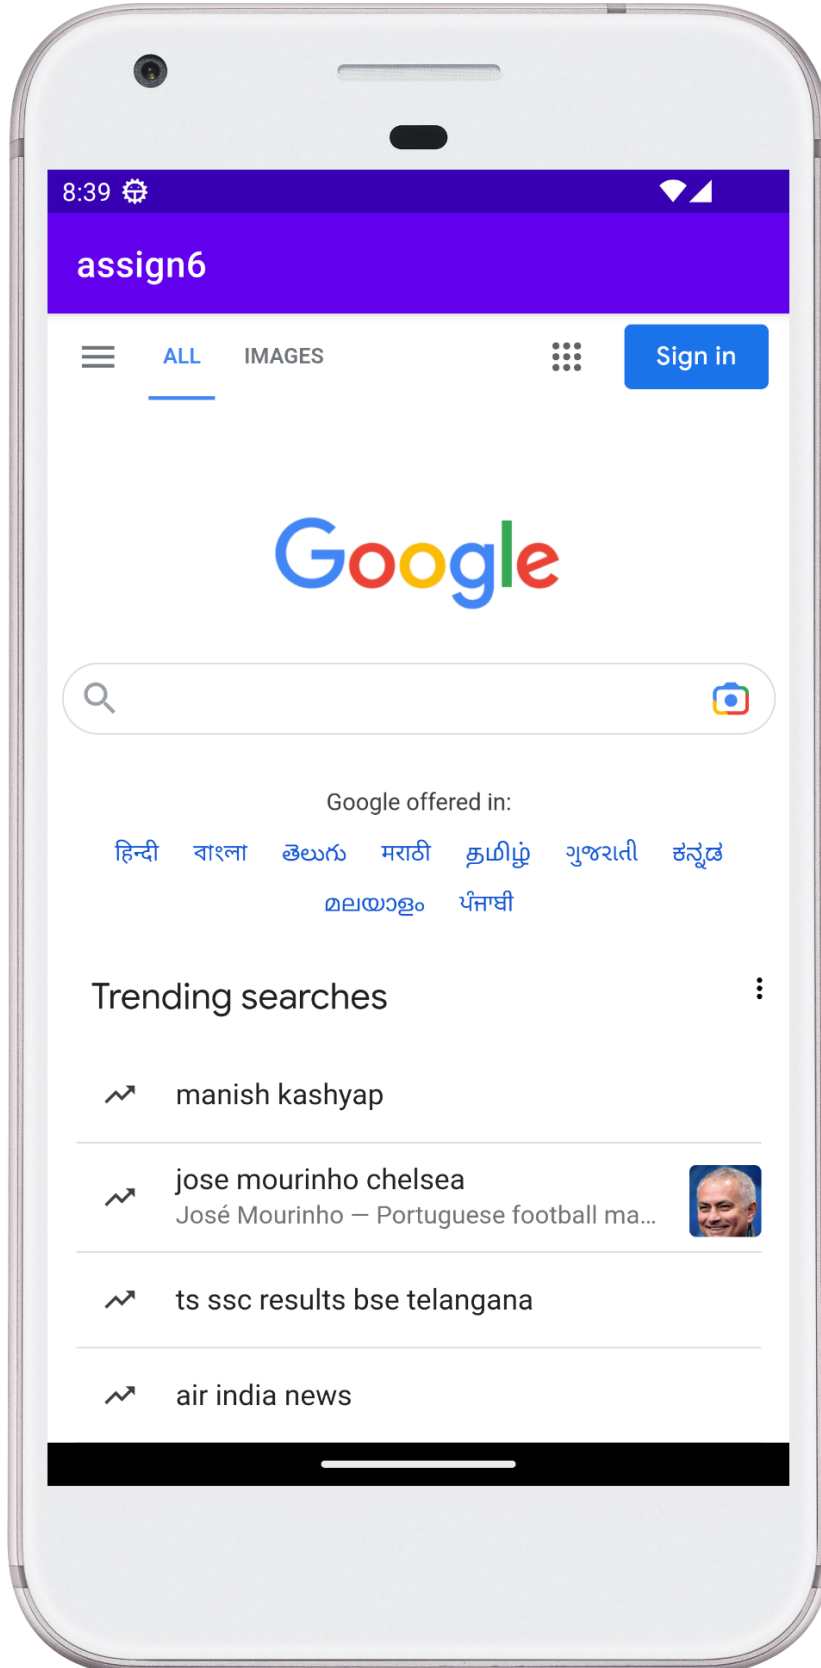 8:39
assign6
ALL IMAGES Sign in
Google
Google offered in:
हिन्दी বাংলা తెలుగు मराठी தமிழ் ગુજરાતી ಕನ್ನಡ
മലയാളം ਪੰਜਾਬੀ
Trending searches
manish kashyap
jose mourinho chelsea
José Mourinho — Portuguese football ma...
ts ssc results bse telangana
air india news